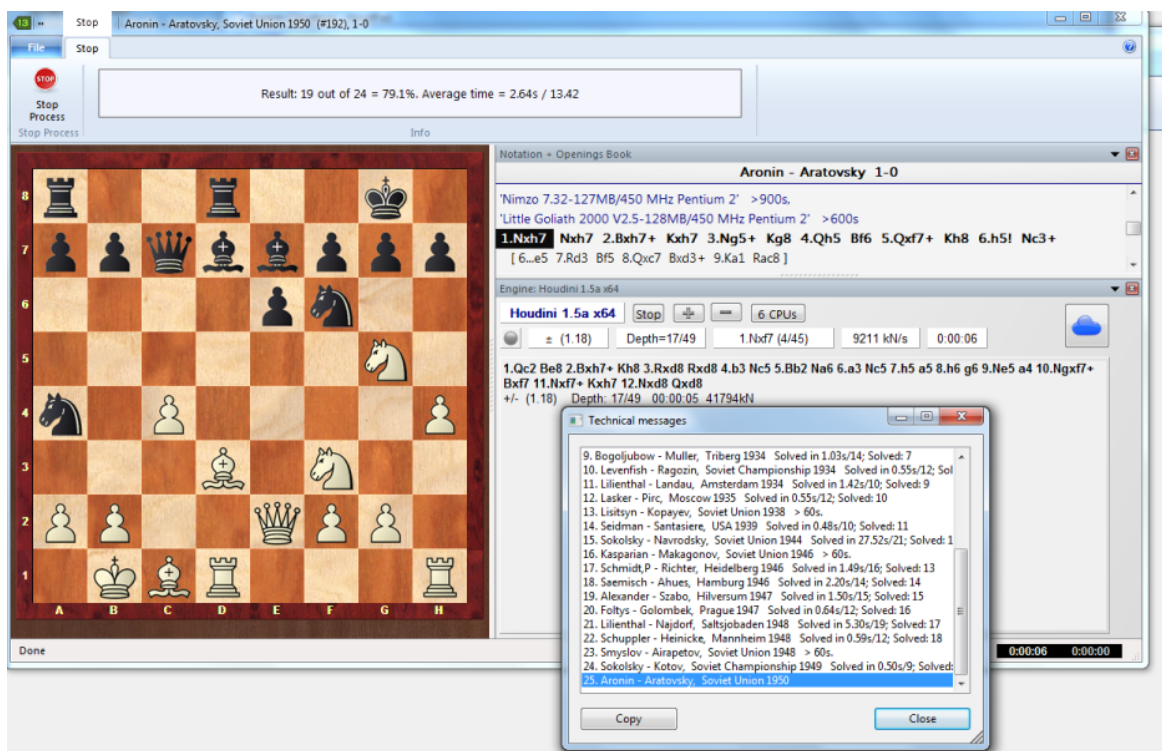 13
Stop
Aronin - Aratovsky, Soviet Union 1950 (#192), 1-0
File
Stop
STOP
Stop
Process
Stop Process
Result: 19 out of 24 = 79.1%. Average time = 2.64s / 13.42
Info
8
7
6
5
4
3
2
1
A B C D E F G H
Notation + Openings Book
Aronin - Aratovsky 1-0
'Nimzo 7.32-127MB/450 MHz Pentium 2' >900s,
'Little Goliath 2000 V2.5-128MB/450 MHz Pentium 2' >600s
1.Nxh7 Nxh7 2.Bxh7+ Kxh7 3.Ng5+ Kg8 4.Qh5 Bf6 5.Qxf7+ Kh8 6.h5! Nc3+
[ 6...e5 7.Rd3 Bf5 8.Qxc7 Bxd3+ 9.Ka1 Rac8 ]
Engine: Houdini 1.5a x64
Houdini 1.5a x64 Stop 6 CPUs
± (1.18) Depth=17/49 1.Nxf7 (4/45) 9211 kN/s 0:00:06
1.Qc2 Be8 2.Bxh7+ Kh8 3.Rxd8 Rxd8 4.b3 Nc5 5.Bb2 Na6 6.a3 Nc5 7.h5 a5 8.h6 g6 9.Ne5 a4 10.Ngxf7+
Bxf7 11.Nxf7+ Kxh7 12.Nxd8 Qxd8
+/- (1.18) Depth: 17/49 00:00:05 41794kN
Technical messages
9. Bogoljubow - Muller, Triberg 1934 Solved in 1.03s/14; Solved: 7
10. Levenfish - Ragozin, Soviet Championship 1934 Solved in 0.55s/12; Sol
11. Lilienthal - Landau, Amsterdam 1934 Solved in 1.42s/10; Solved: 9
12. Lasker - Pirc, Moscow 1935 Solved in 0.55s/12; Solved: 10
13. Lisitsyn - Kopayev, Soviet Union 1938 > 60s.
14. Seidman - Santasiere, USA 1939 Solved in 0.48s/10; Solved: 11
15. Sokolsky - Navrodsky, Soviet Union 1944 Solved in 27.52s/21; Solved: 1
16. Kasparian - Makagonov, Soviet Union 1946 > 60s.
17. Schmidt,P - Richter, Heidelberg 1946 Solved in 1.49s/16; Solved: 13
18. Saemisch - Ahues, Hamburg 1946 Solved in 2.20s/14; Solved: 14
19. Alexander - Szabo, Hilversum 1947 Solved in 1.50s/15; Solved: 15
20. Foltys - Golombek, Prague 1947 Solved in 0.64s/12; Solved: 16
21. Lilienthal - Najdorf, Saltsjobaden 1948 Solved in 5.30s/19; Solved: 17
22. Schuppler - Heinicke, Mannheim 1948 Solved in 0.59s/12; Solved: 18
23. Smyslov - Airapetov, Soviet Union 1948 > 60s.
24. Sokolsky - Kotov, Soviet Championship 1949 Solved in 0.50s/9; Solved:
25. Aronin - Aratovsky, Soviet Union 1950
Copy Close
Done
0:00:06 0:00:00